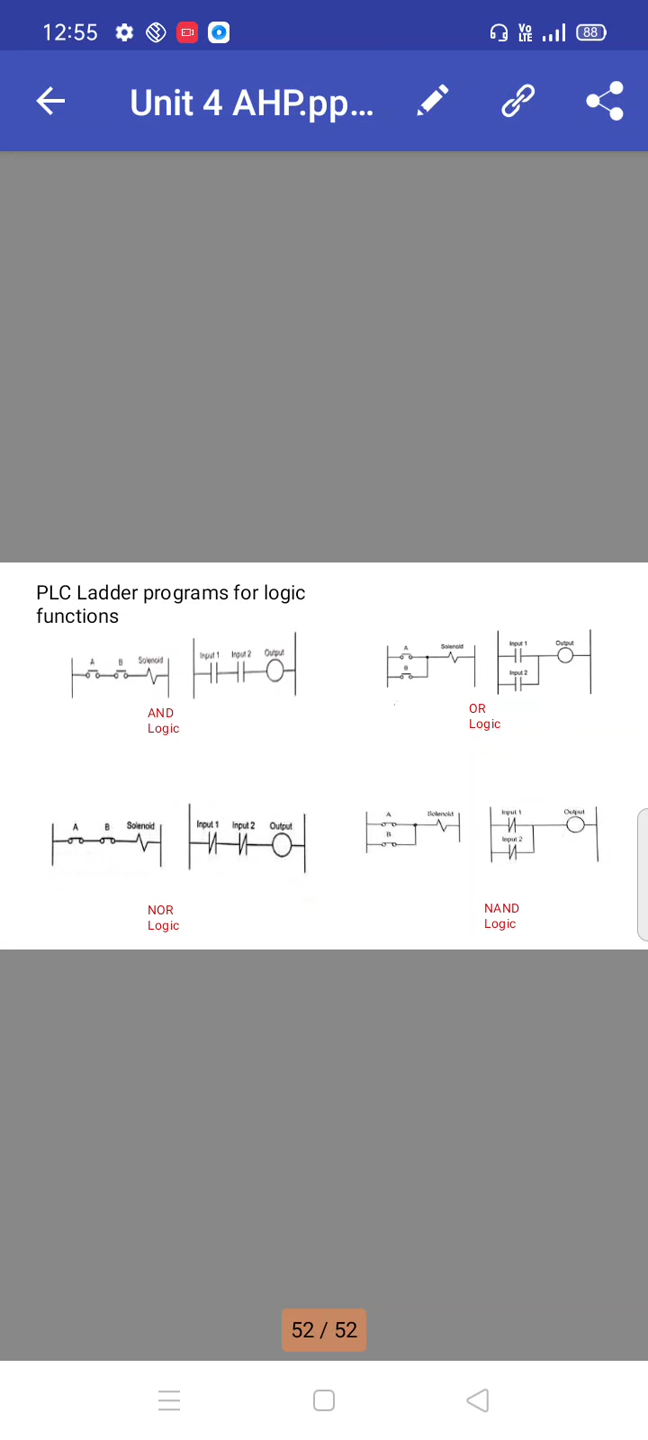 12:55
Vo
LTE
88
Unit 4 AHP.pp...
PLC Ladder programs for logic
functions
A B Solenoid
Input 1 Input 2 Output
AND
Logic
A Solenoid
B
Input 1 Output
Input 2
OR
Logic
A B Solenoid
Input 1 Input 2 Output
NOR
Logic
A Solenoid
B
Input 1 Output
Input 2
NAND
Logic
52 / 52